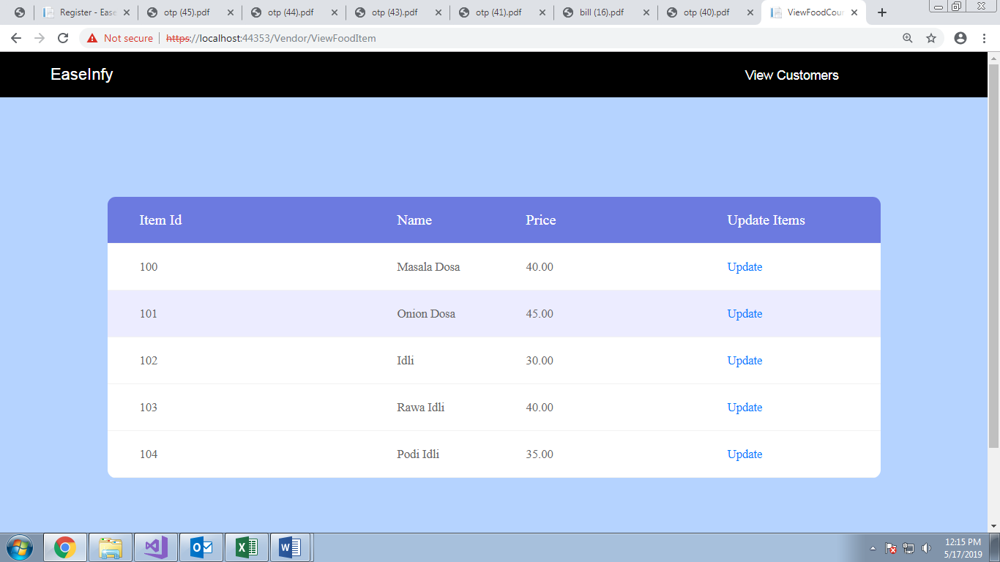 Register - Ease
otp (45).pdf
otp (44).pdf
otp (43).pdf
otp (41).pdf
bill (16).pdf
otp (40).pdf
ViewFoodCour
Not secure https://localhost:44353/Vendor/ViewFoodItem
EaseInfy View Customers
Item Id Name Price Update Items
100 Masala Dosa 40.00 Update
101 Onion Dosa 45.00 Update
102 Idli 30.00 Update
103 Rawa Idli 40.00 Update
104 Podi Idli 35.00 Update
12:15 PM
5/17/2019